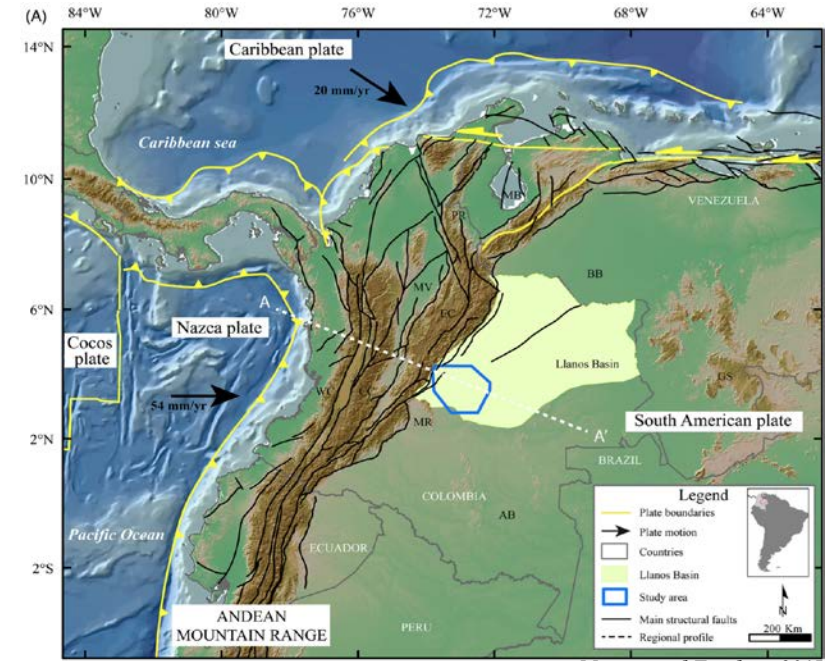 (A)
84°W 80°W 76°W 72°W 68°W 64°W
14°N
10°N
6°N
2°N
2°S
Caribbean plate
20 mm/yr
Caribbean sea
MB
VENEZUELA
PR
BB
MV
A
EC
Nazca plate
Cocos
plate
Llanos Basin
GS
54 mm/yr
WC
CC
MR
A'
South American plate
BRAZIL
COLOMBIA
AB
Pacific Ocean
ECUADOR
PERU
ANDEAN
MOUNTAIN RANGE
Legend
Plate boundaries
Plate motion
Countries
Llanos Basin
Study area
Main structural faults
Regional profile
N
200 Km